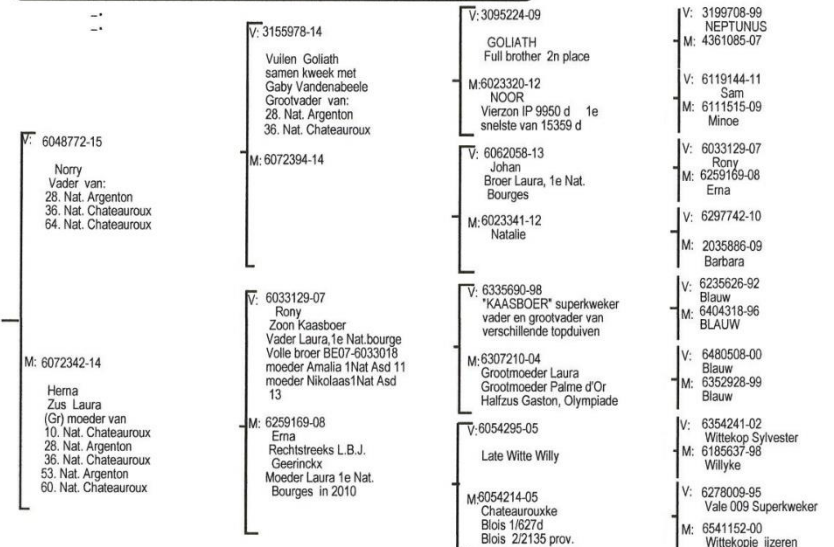 V: 6048772-15
Norry
Vader van:
28. Nat. Argenton
36. Nat. Chateauroux
64. Nat. Chateauroux
M: 6072342-14
Herna
Zus Laura
(Gr) moeder van
10. Nat. Chateauroux
28. Nat. Argenton
36. Nat. Chateauroux
53. Nat. Argenton
60. Nat. Chateauroux
V: 3155978-14
Vuilen Goliath
samen kweek met
Gaby Vandenabeele
Grootvader van:
28. Nat. Argenton
36. Nat. Chateauroux
M: 6072394-14
V: 6033129-07
Rony
Zoon Kaasboer
Vader Laura,1e Nat.bourge
Volle broer BE07-6033018
moeder Amalia 1Nat Asd 11
moeder Nikolaas1Nat Asd
13
M: 6259169-08
Erna
Rechtstreeks L.B.J.
Geerinckx
Moeder Laura 1e Nat.
Bourges in 2010
V: 3095224-09
GOLIATH
Full brother 2n place
M:6023320-12
NOOR
Vierzon IP 9950 d 1e
snelste van 15359 d
V: 6062058-13
Johan
Broer Laura, 1e Nat.
Bourges
M:6023341-12
Natalie
V: 6335690-98
"KAASBOER" superkweker
vader en grootvader van
verschillende topduiven
M:6307210-04
Grootmoeder Laura
Grootmoeder Palme d'Or
Halfzus Gaston, Olympiade
V:6054295-05
Late Witte Willy
M:6054214-05
Chateaurouxke
Blois 1/627d
Blois 2/2135 prov.
V: 3199708-99
NEPTUNUS
M: 4361085-07
V: 6119144-11
Sam
M: 6111515-09
Minoe
V: 6033129-07
Rony
M: 6259169-08
Erna
V: 6297742-10
M: 2035886-09
Barbara
V: 6235626-92
Blauw
M: 6404318-96
BLAUW
V: 6480508-00
Blauw
M: 6352928-99
Blauw
V: 6354241-02
Wittekop Sylvester
M: 6185637-98
Willyke
V: 6278009-95
Vale 009 Superkweker
M: 6541152-00
Wittekopje ijzeren